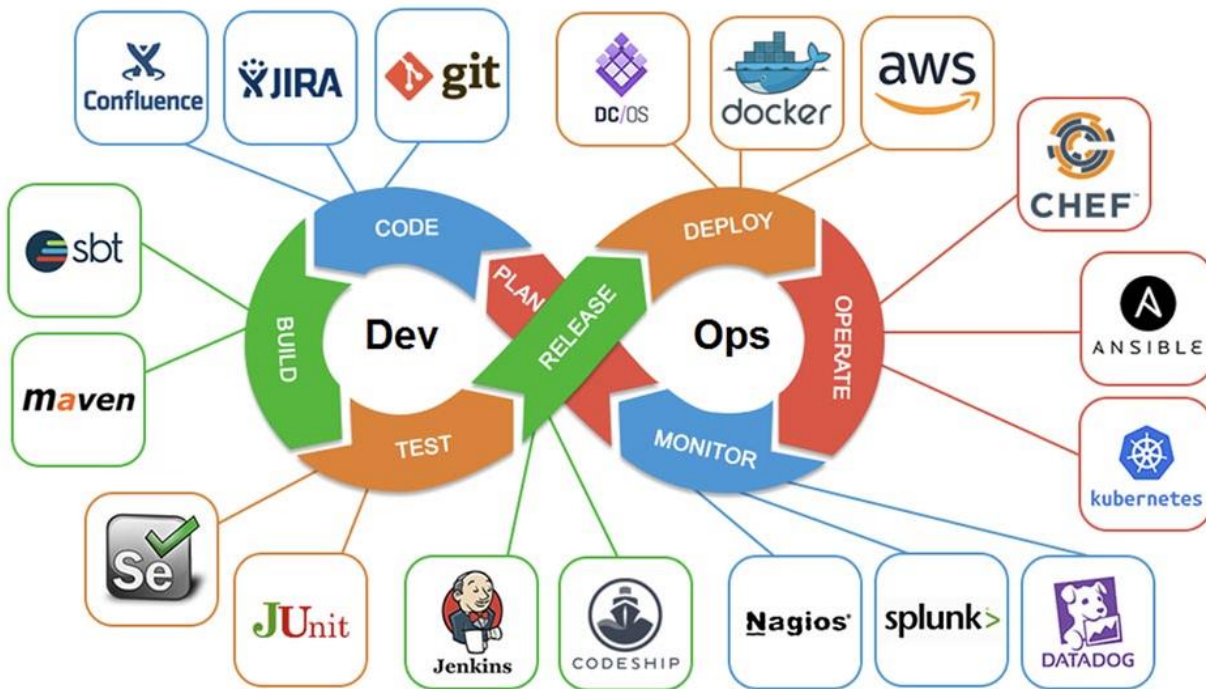 Confluence
JIRA
git
DC/OS
docker
aws
CHEF™
sbt
CODE
DEPLOY
PLAN
RELEASE
BUILD
Dev
Ops
OPERATE
ANSIBLE
maven
TEST
MONITOR
kubernetes
Se
JUnit
Jenkins
CODESHIP
Nagios®
splunk>
DATADOG